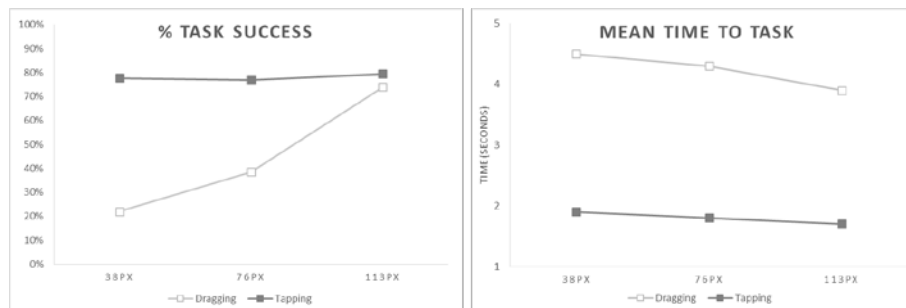 % TASK SUCCESS
100%
90%
80%
70%
60%
50%
40%
30%
20%
10%
0%
38PX 76PX 113PX
Dragging Tapping
MEAN TIME TO TASK
TIME (SECONDS)
5
4
3
2
1
38PX 76PX 113PX
Dragging Tapping